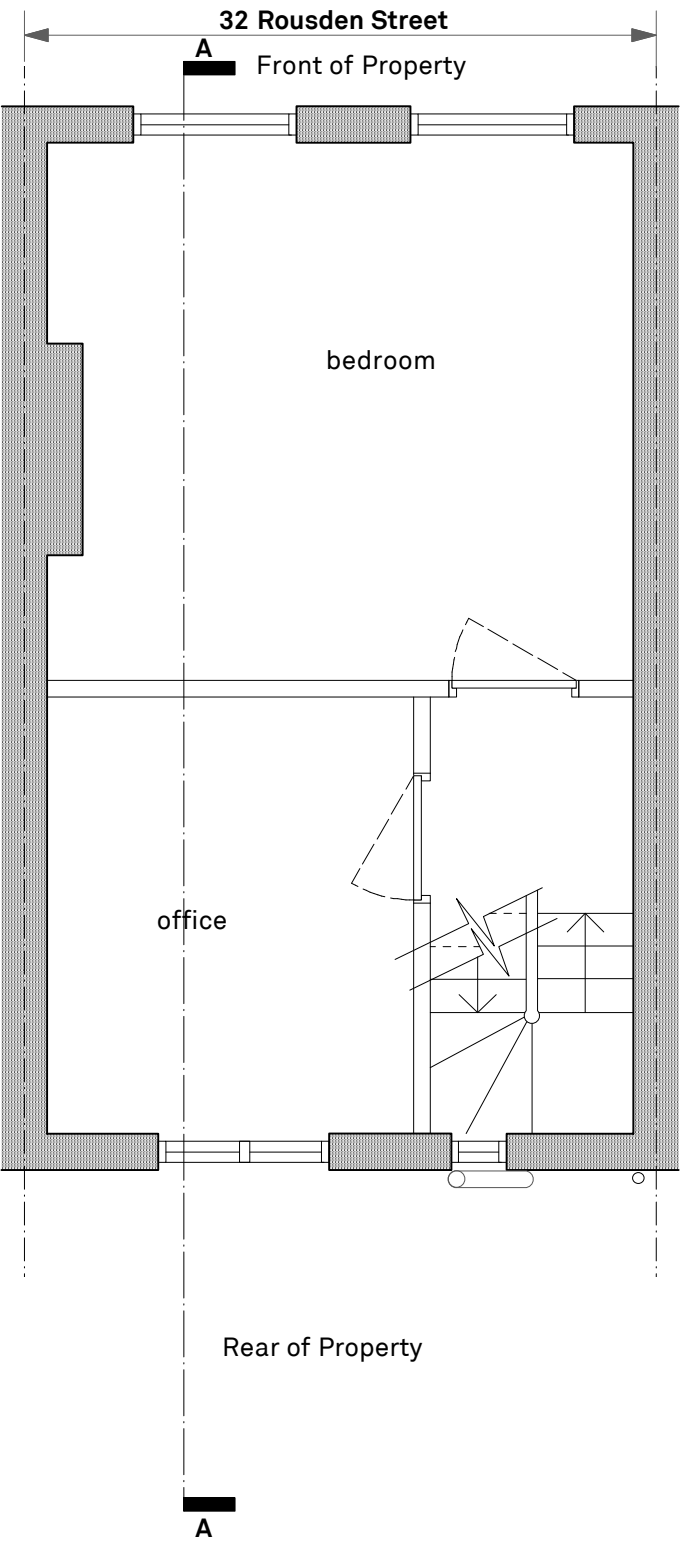 32 Rousden Street
A
Front of Property
bedroom
office
Rear of Property
A